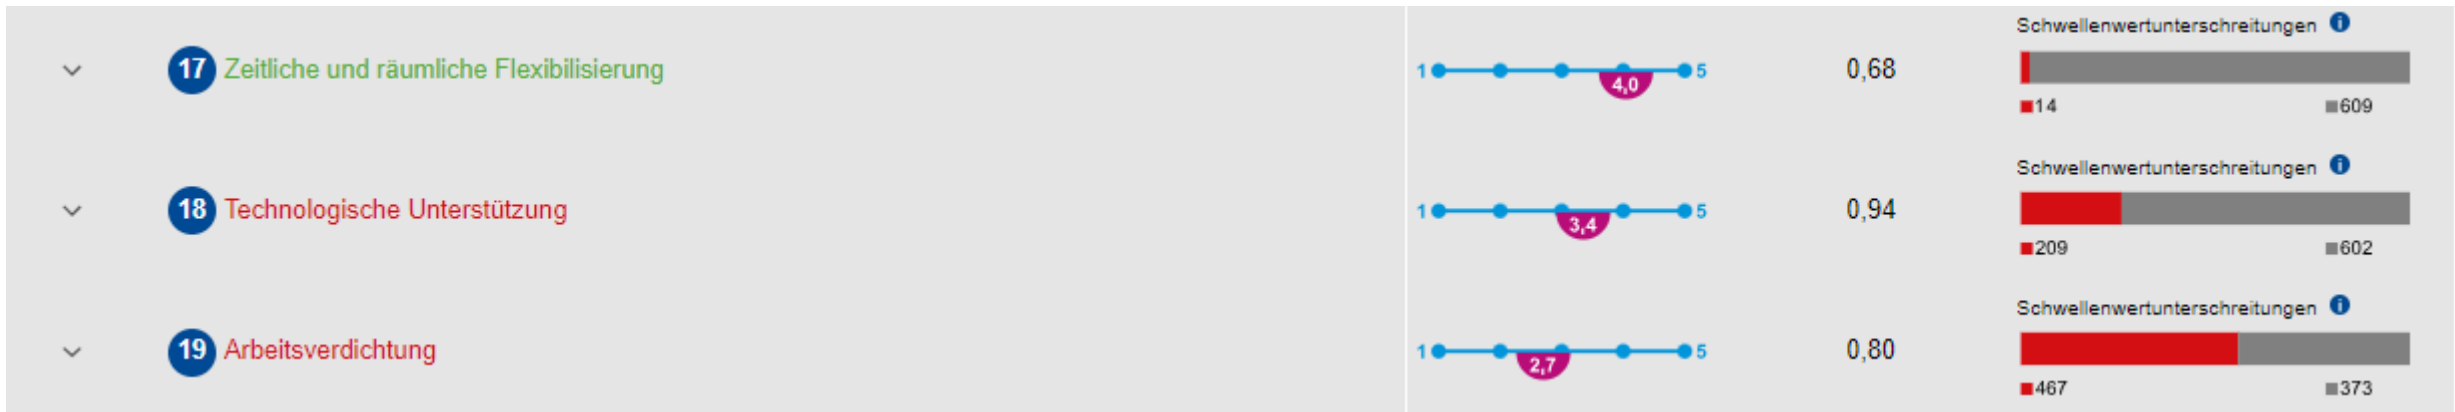 Schwellenwertunterschreitungen i
17 Zeitliche und räumliche Flexibilisierung 1 5 0,68
4,0
14 609
Schwellenwertunterschreitungen i
18 Technologische Unterstützung 1 5 0,94
3,4
209 602
Schwellenwertunterschreitungen i
19 Arbeitsverdichtung 1 5 0,80
2,7
467 373